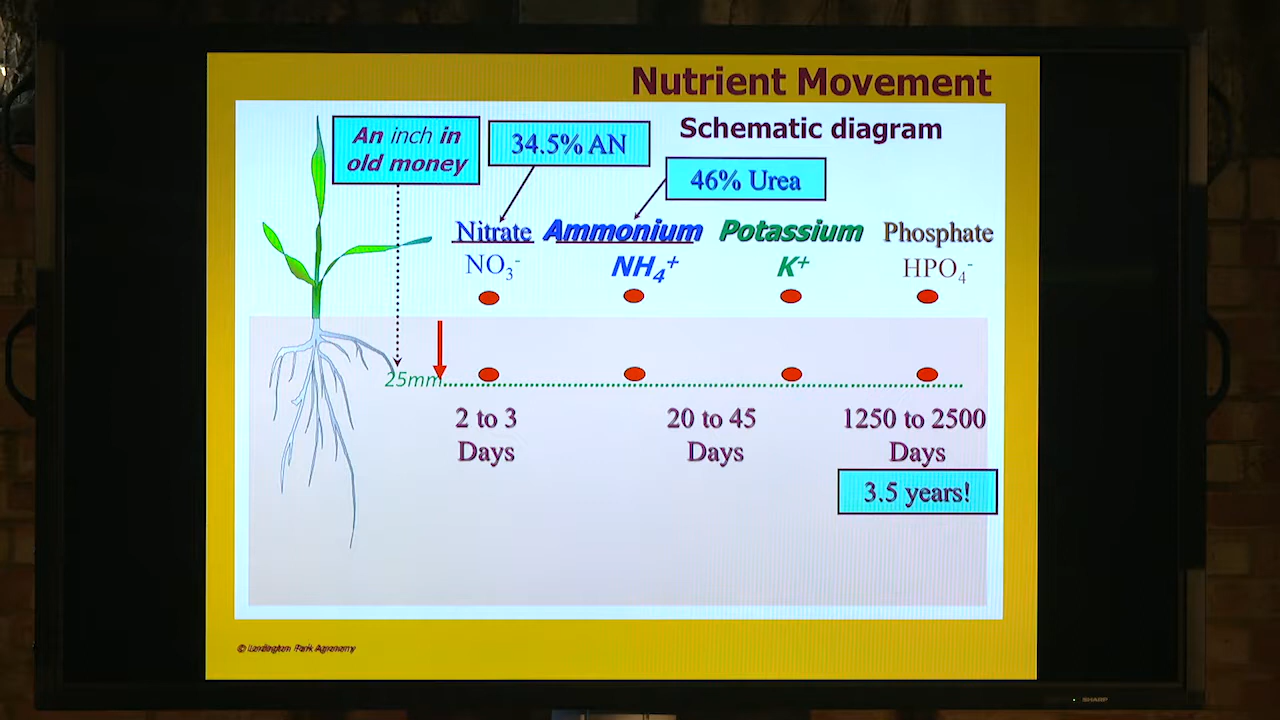 Nutrient Movement
Schematic diagram
An inch in
old money
34.5% AN
46% Urea
Nitrate Ammonium Potassium Phosphate
NO₃⁻ NH₄⁺ K⁺ HPO₄⁻
25mm
2 to 3
Days
20 to 45
Days
1250 to 2500
Days
3.5 years!
Park Agronomy
SHARP